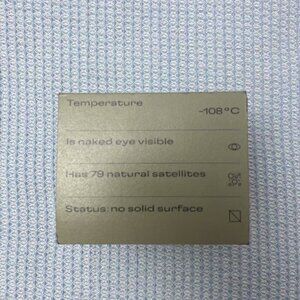 Temperature -108°C
Is naked eye visible
Has 79 natural satellites
Status: no solid surface